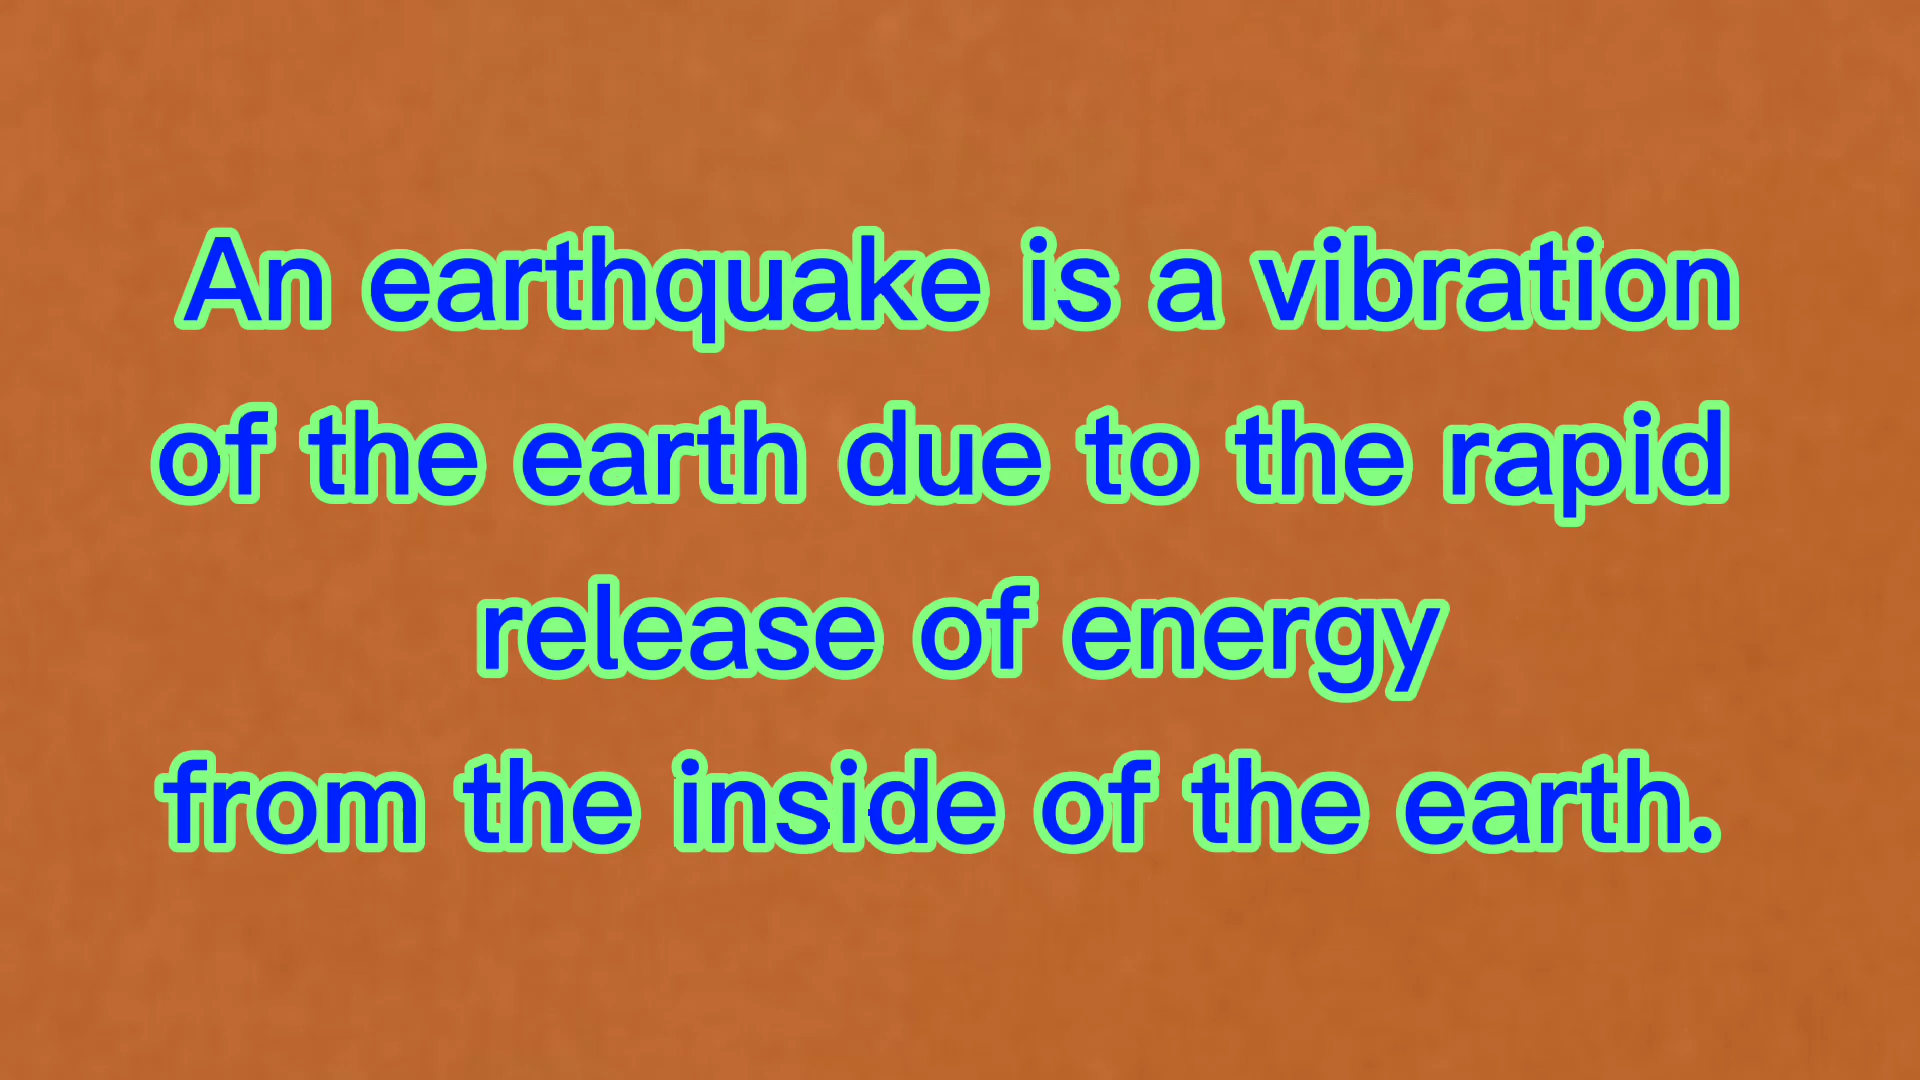 An earthquake is a vibration
of the earth due to the rapid
release of energy
from the inside of the earth.